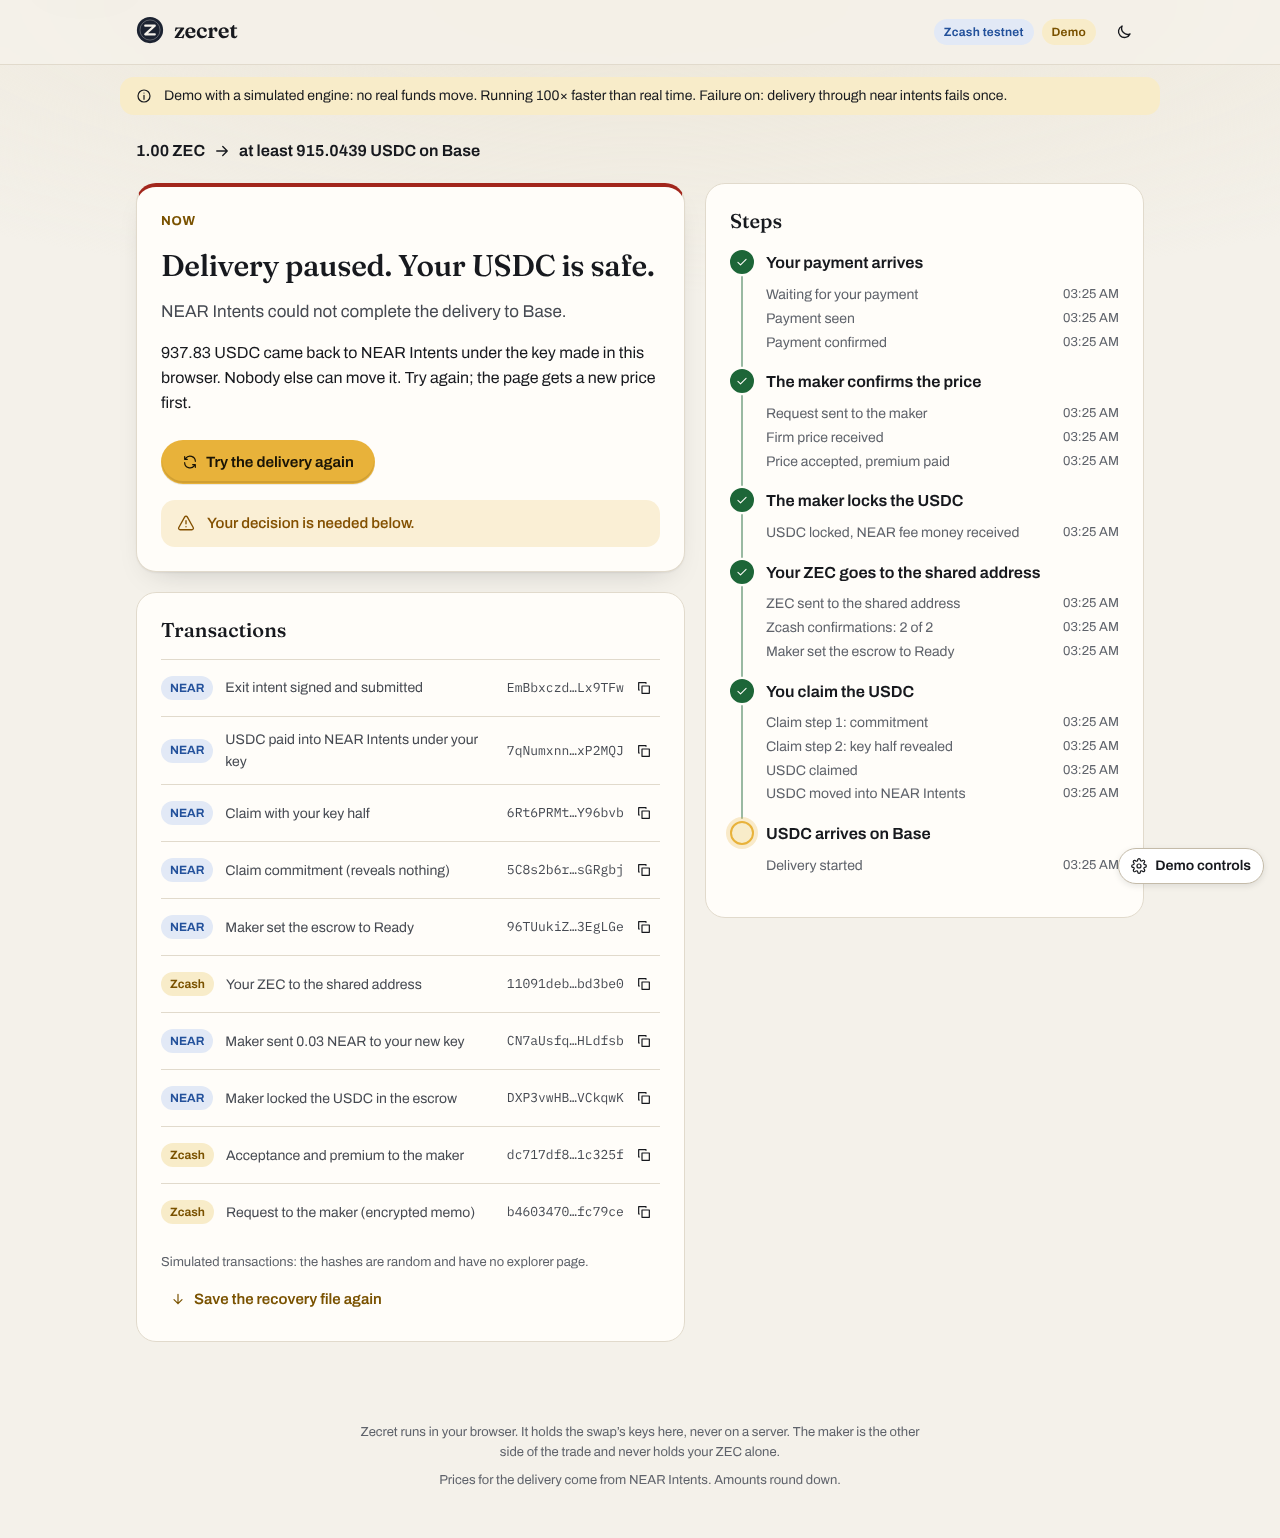 zecret
Zcash testnet
Demo
Demo with a simulated engine: no real funds move. Running 100× faster than real time. Failure on: delivery through near intents fails once.
1.00 ZEC → at least 915.0439 USDC on Base
NOW
Delivery paused. Your USDC is safe.
NEAR Intents could not complete the delivery to Base.
937.83 USDC came back to NEAR Intents under the key made in this
browser. Nobody else can move it. Try again; the page gets a new price
first.
Try the delivery again
Your decision is needed below.
Transactions
NEAR Exit intent signed and submitted EmBbxczd…Lx9TFw
NEAR USDC paid into NEAR Intents under your
key 7qNumxnn…xP2MQJ
NEAR Claim with your key half 6Rt6PRMt…Y96bvb
NEAR Claim commitment (reveals nothing) 5C8s2b6r…sGRgbj
NEAR Maker set the escrow to Ready 96TUukiZ…3EgLGe
Zcash Your ZEC to the shared address 11091deb…bd3be0
NEAR Maker sent 0.03 NEAR to your new key CN7aUsfq…HLdfsb
NEAR Maker locked the USDC in the escrow DXP3vwHB…VCkqwK
Zcash Acceptance and premium to the maker dc717df8…1c325f
Zcash Request to the maker (encrypted memo) b4603470…fc79ce
Simulated transactions: the hashes are random and have no explorer page.
Save the recovery file again
Steps
Your payment arrives
Waiting for your payment 03:25 AM
Payment seen 03:25 AM
Payment confirmed 03:25 AM
The maker confirms the price
Request sent to the maker 03:25 AM
Firm price received 03:25 AM
Price accepted, premium paid 03:25 AM
The maker locks the USDC
USDC locked, NEAR fee money received 03:25 AM
Your ZEC goes to the shared address
ZEC sent to the shared address 03:25 AM
Zcash confirmations: 2 of 2 03:25 AM
Maker set the escrow to Ready 03:25 AM
You claim the USDC
Claim step 1: commitment 03:25 AM
Claim step 2: key half revealed 03:25 AM
USDC claimed 03:25 AM
USDC moved into NEAR Intents 03:25 AM
USDC arrives on Base
Delivery started 03:25 AM
Demo controls
Zecret runs in your browser. It holds the swap's keys here, never on a server. The maker is the other
side of the trade and never holds your ZEC alone.
Prices for the delivery come from NEAR Intents. Amounts round down.